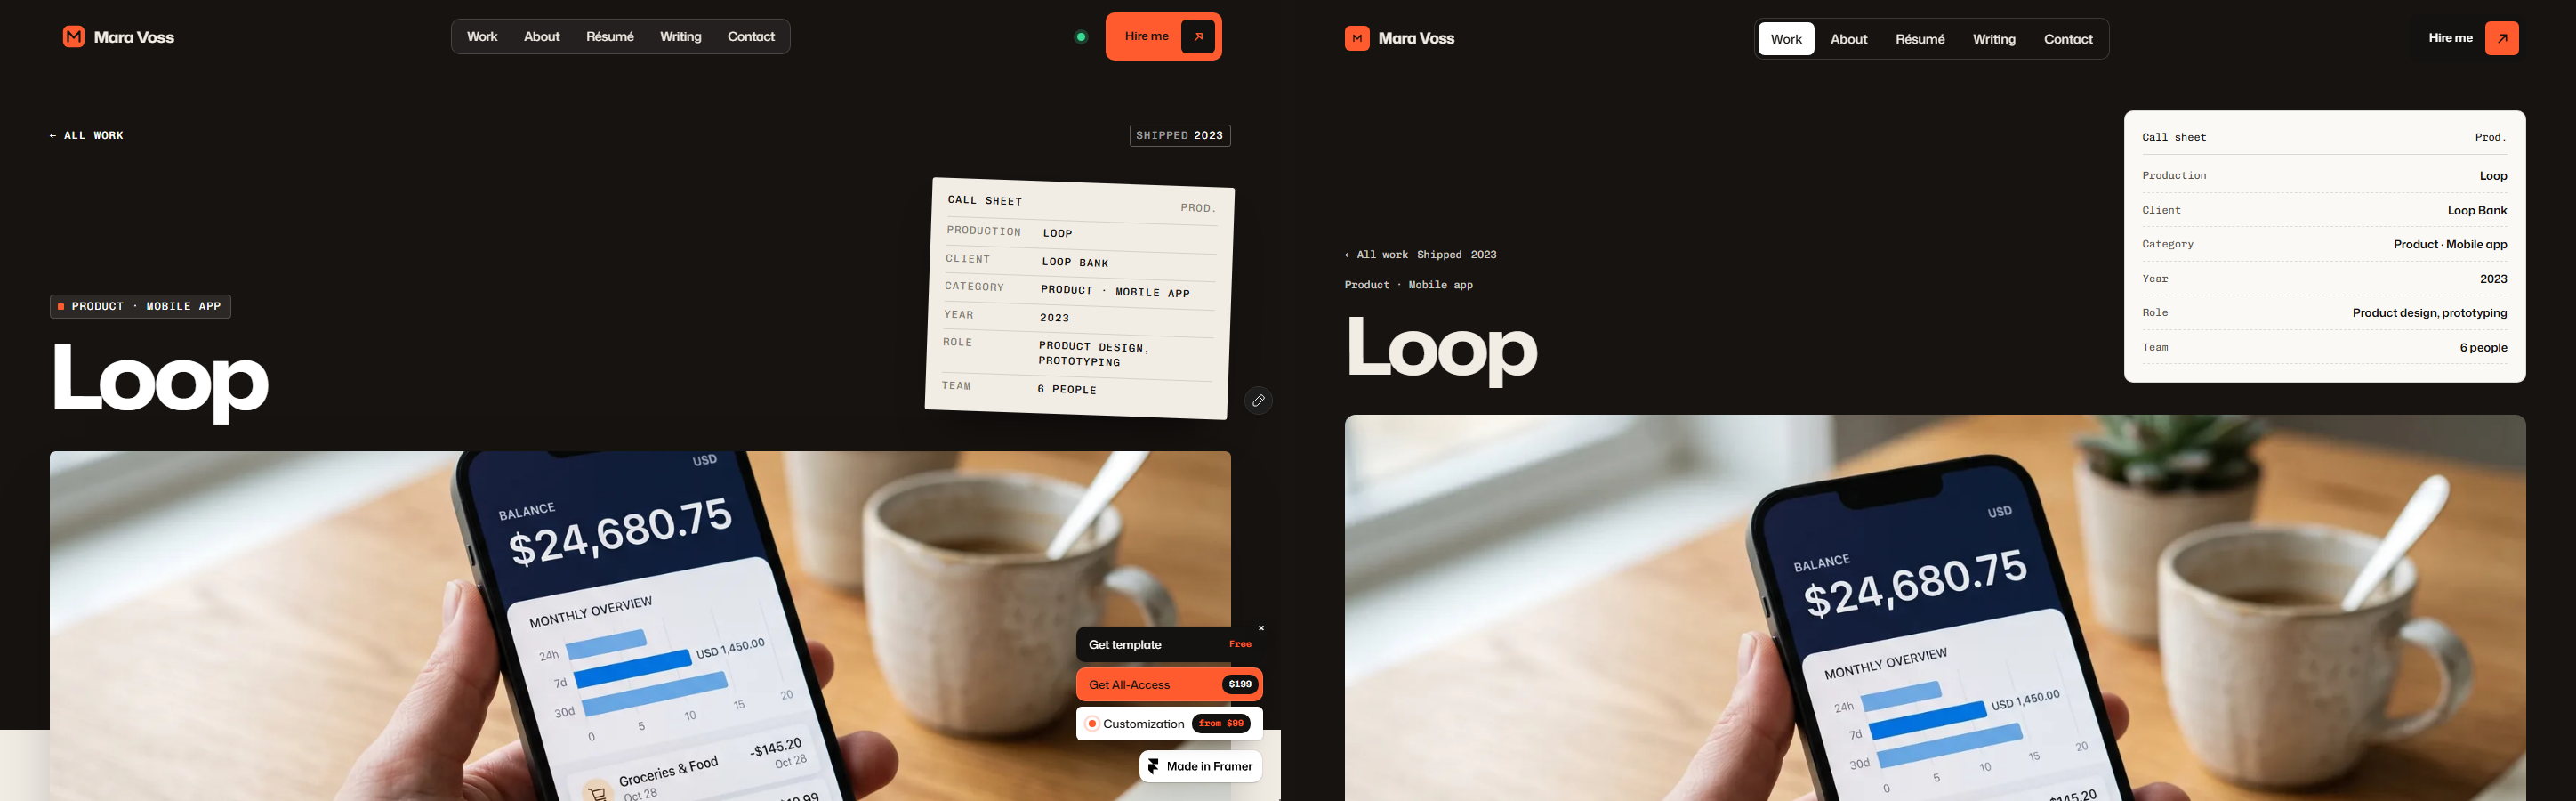 Mara Voss
Work About Résumé Writing Contact
Hire me
← ALL WORK
SHIPPED 2023
CALL SHEET PROD.
PRODUCTION LOOP
CLIENT LOOP BANK
CATEGORY PRODUCT · MOBILE APP
YEAR 2023
ROLE PRODUCT DESIGN,
PROTOTYPING
TEAM 6 PEOPLE
PRODUCT · MOBILE APP
Loop
USD
BALANCE
$24,680.75
MONTHLY OVERVIEW
24h
USD 1,450.00
7d
30d
0 5 10 15 20
Groceries & Food -$145.20
Oct 28 Oct 28
Get template Free
Get All-Access $199
Customization from $99
Made in Framer
Mara Voss
Work About Résumé Writing Contact
Hire me
Call sheet Prod.
Production Loop
Client Loop Bank
Category Product · Mobile app
Year 2023
Role Product design, prototyping
Team 6 people
← All work Shipped 2023
Product · Mobile app
Loop
USD
BALANCE
$24,680.75
MONTHLY OVERVIEW
24h
USD 1,450.00
7d
30d
0 5 10 15 20
-$145.20